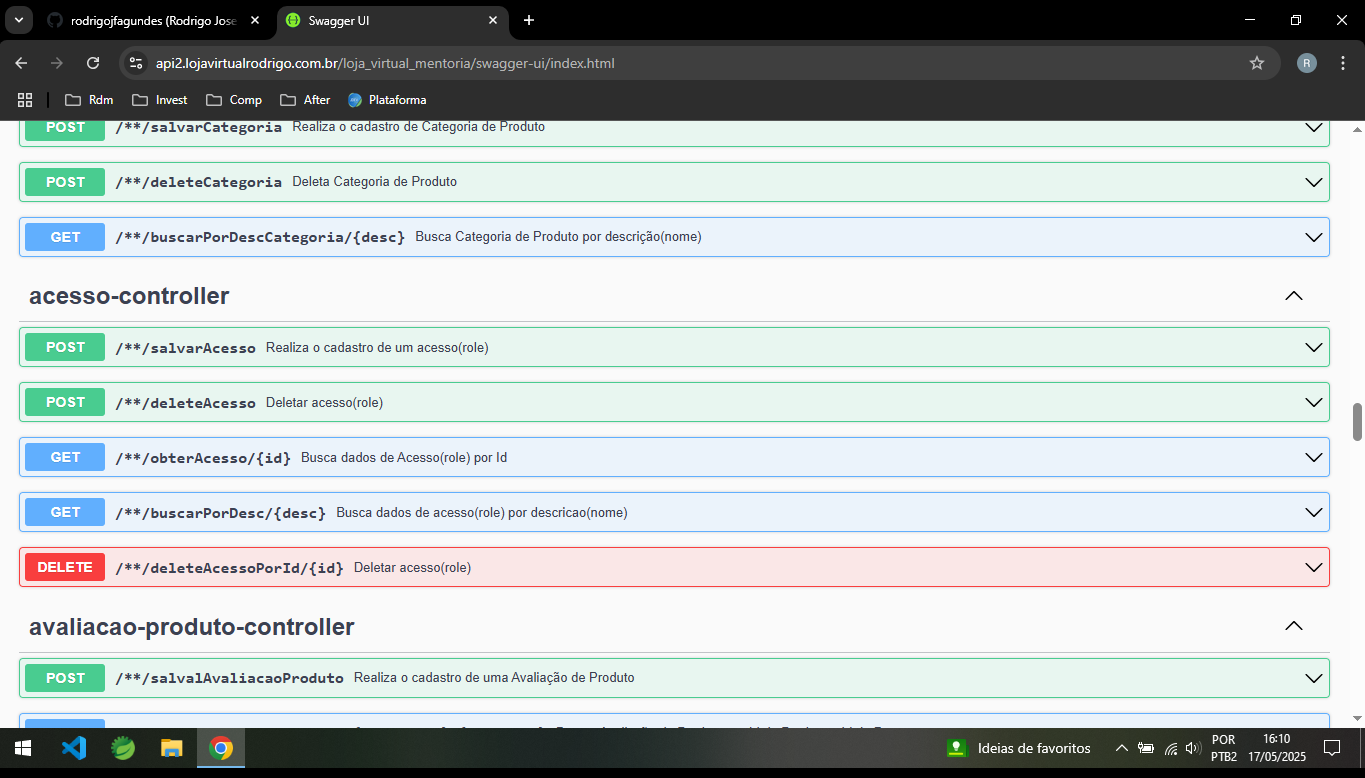 rodrigojfagundes (Rodrigo Jose
Swagger UI
api2.lojavirtualrodrigo.com.br/loja_virtual_mentoria/swagger-ui/index.html
R
Rdm
Invest
Comp
After
Plataforma
POST /**/salvarCategoria Realiza o cadastro de Categoria de Produto
POST /**/deleteCategoria Deleta Categoria de Produto
GET /**/buscarPorDescCategoria/{desc} Busca Categoria de Produto por descrição(nome)
acesso-controller
POST /**/salvarAcesso Realiza o cadastro de um acesso(role)
POST /**/deleteAcesso Deletar acesso(role)
GET /**/obterAcesso/{id} Busca dados de Acesso(role) por Id
GET /**/buscarPorDesc/{desc} Busca dados de acesso(role) por descricao(nome)
DELETE /**/deleteAcessoPorId/{id} Deletar acesso(role)
avaliacao-produto-controller
POST /**/salvalAvaliacaoProduto Realiza o cadastro de uma Avaliação de Produto
Ideias de favoritos
POR
PTB2
16:10
17/05/2025